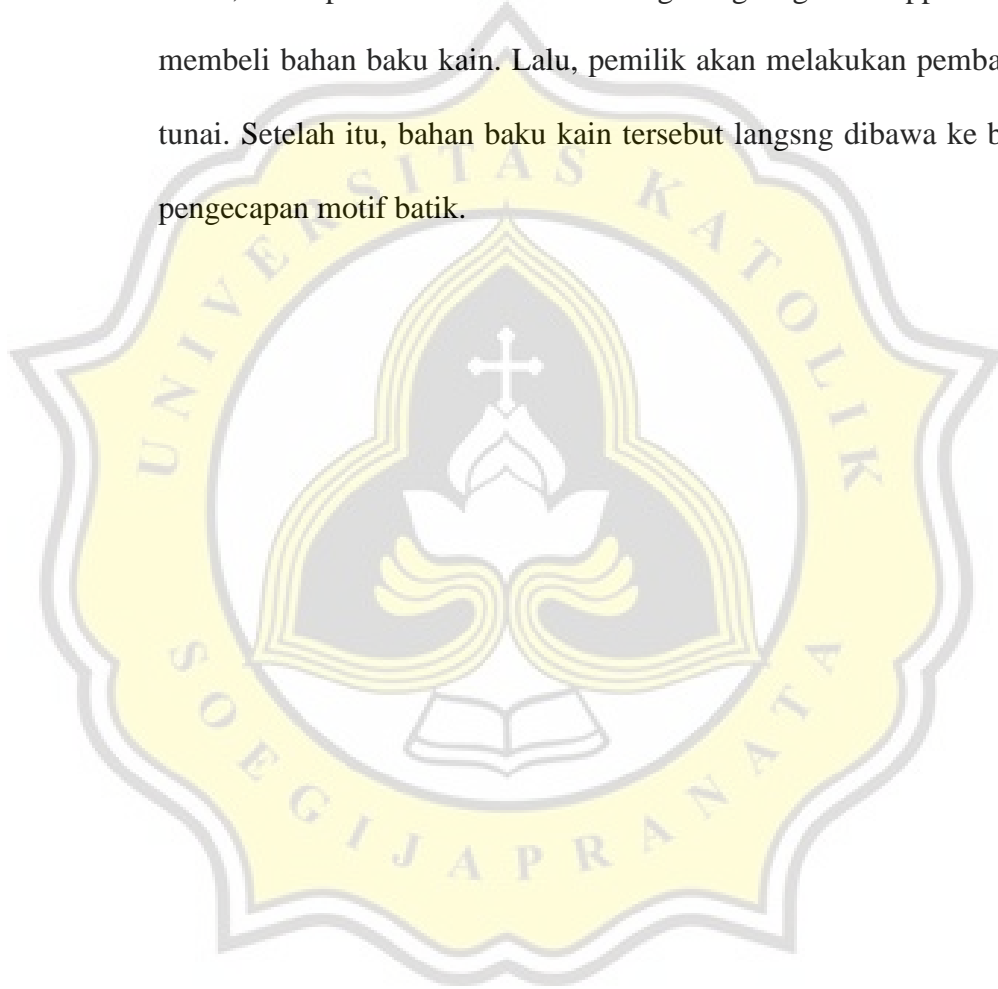 membeli bahan baku kain. Lalu, pemilik akan melakukan pemba
tunai. Setelah itu, bahan baku kain tersebut langsng dibawa ke b
pengecapan motif batik.
UNIVERSITAS KATOLIK
SOEGIJAPRANATA